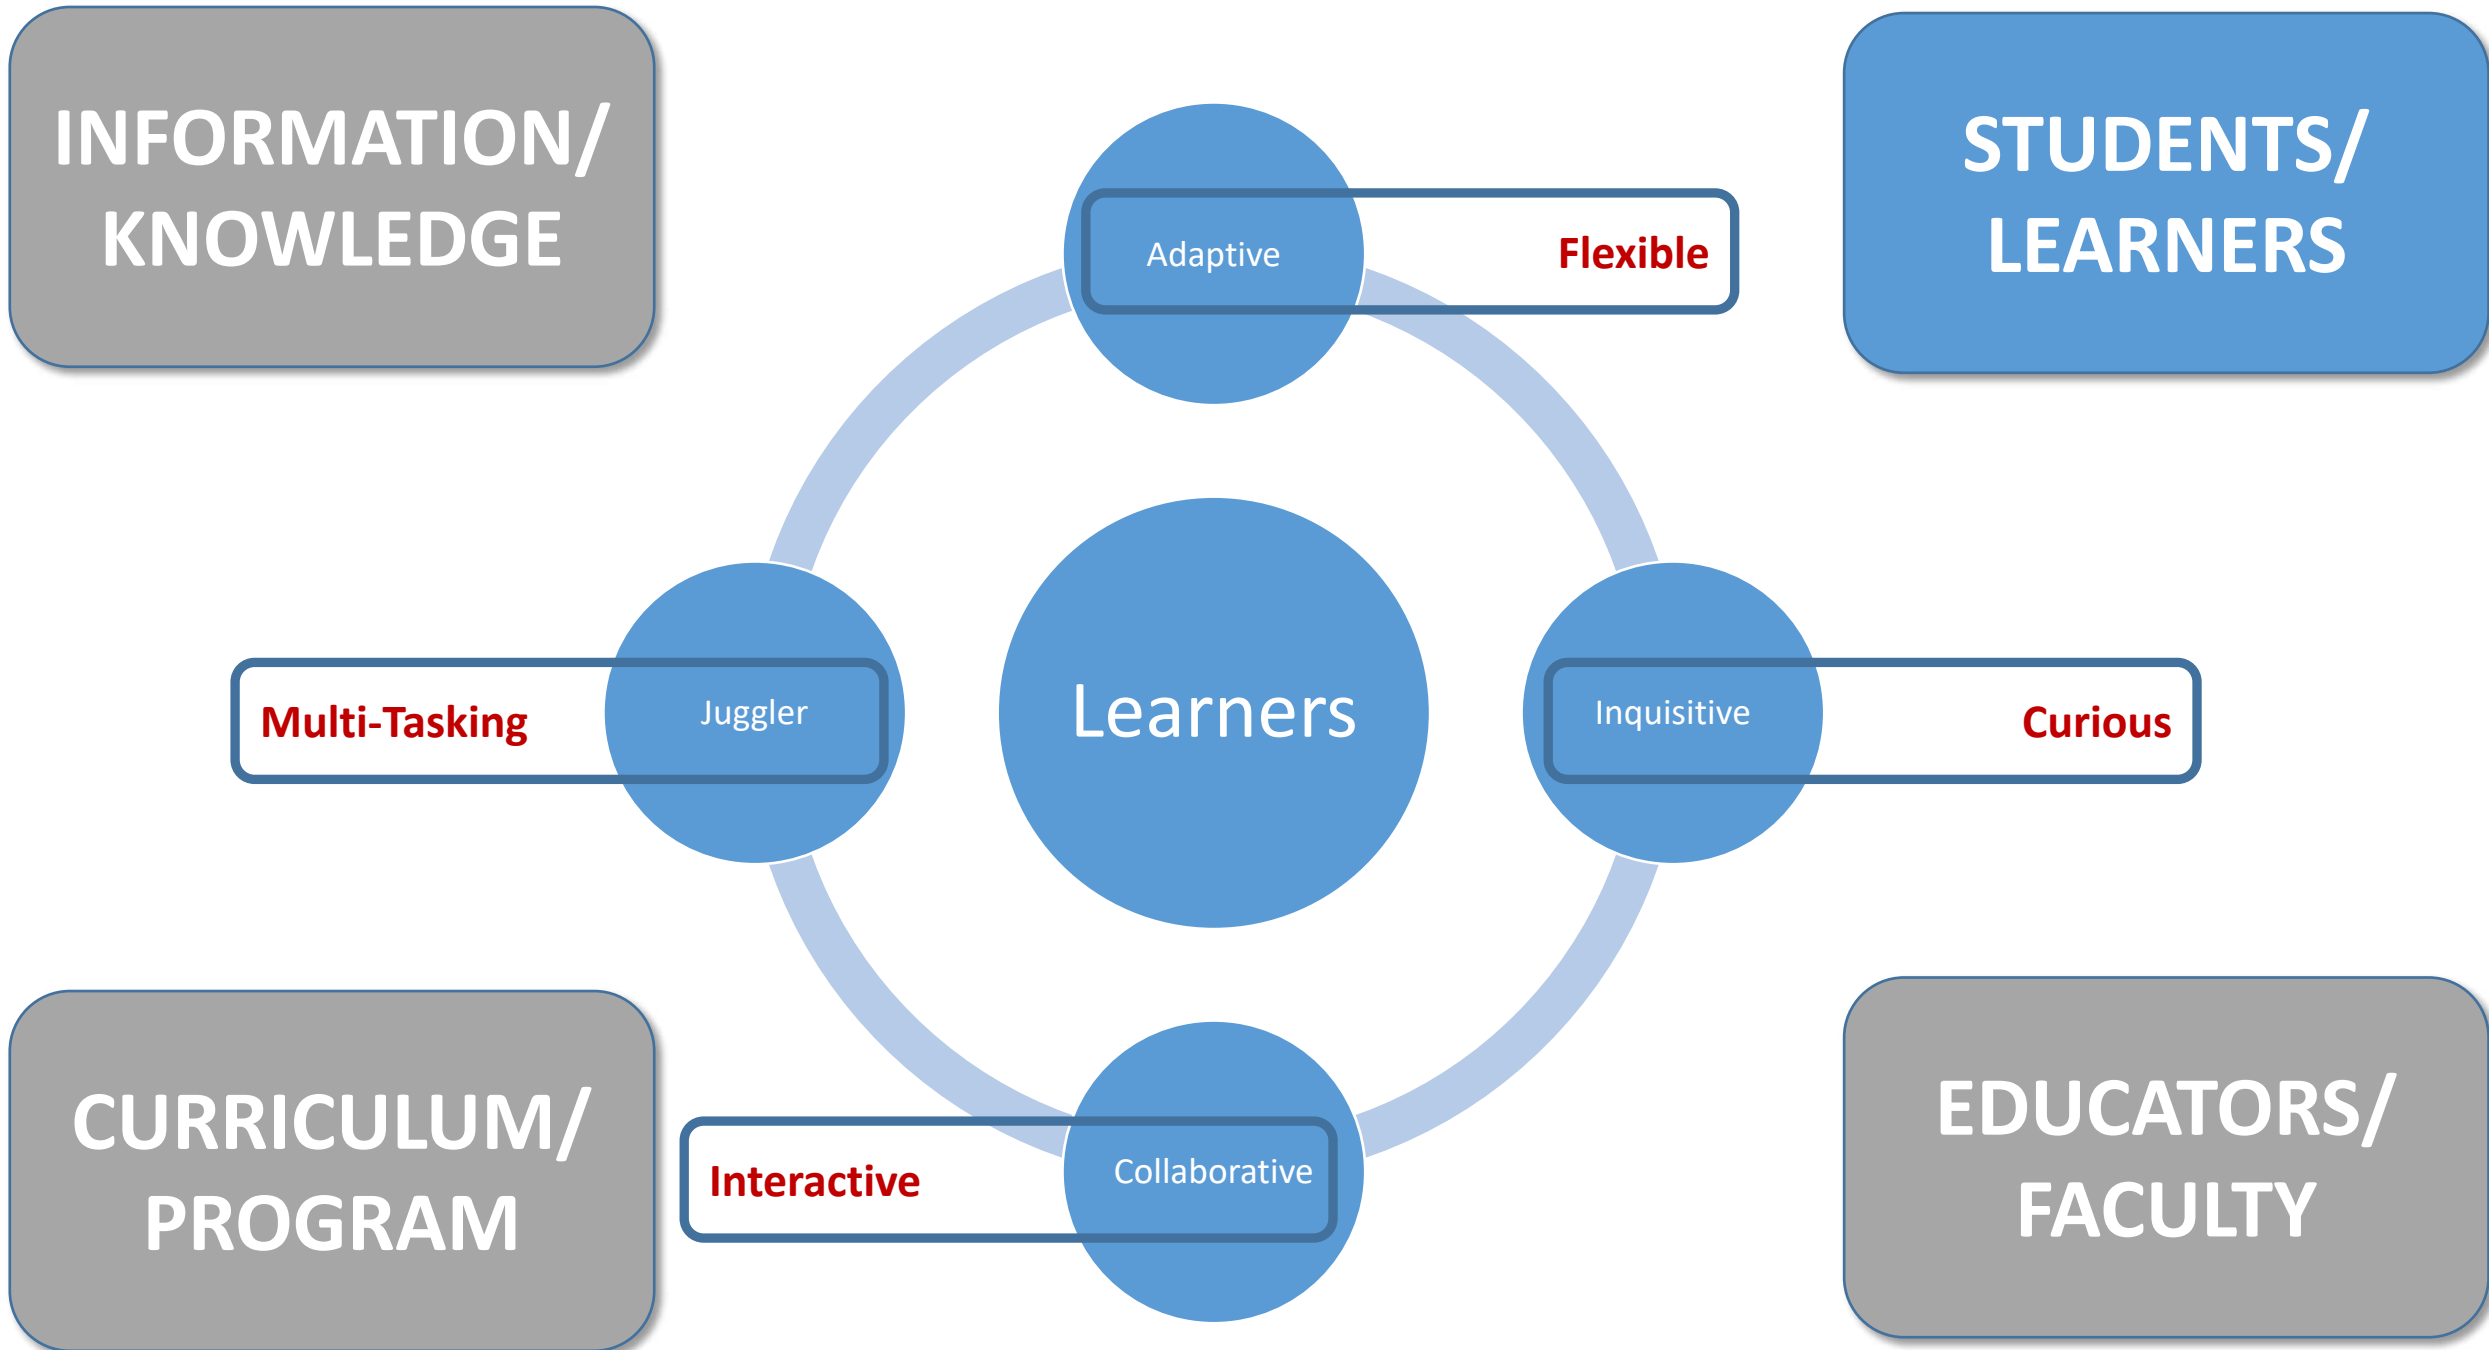 INFORMATION/
KNOWLEDGE
STUDENTS/
LEARNERS
Adaptive
Flexible
Multi-Tasking
Juggler
Learners
Inquisitive
Curious
Interactive
Collaborative
CURRICULUM/
PROGRAM
EDUCATORS/
FACULTY